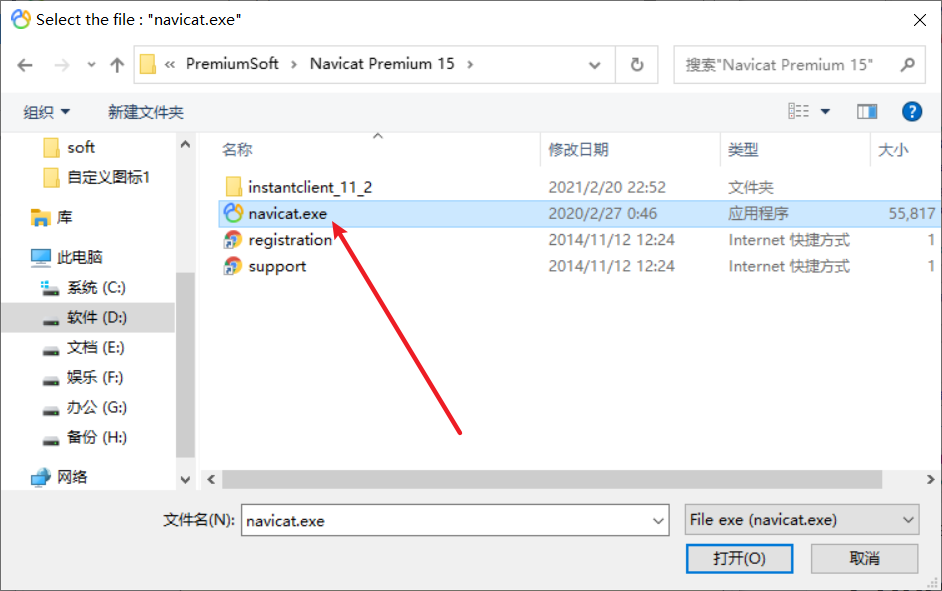 Select the file : "navicat.exe"
« PremiumSoft › Navicat Premium 15 ›
搜索"Navicat Premium 15"
组织
新建文件夹
soft
自定义图标1
库
此电脑
系统 (C:)
软件 (D:)
文档 (E:)
娱乐 (F:)
办公 (G:)
备份 (H:)
网络
名称 修改日期 类型 大小
instantclient_11_2 2021/2/20 22:52 文件夹
navicat.exe 2020/2/27 0:46 应用程序 55,817
registration 2014/11/12 12:24 Internet 快捷方式 1
support 2014/11/12 12:24 Internet 快捷方式 1
文件名(N): navicat.exe
File exe (navicat.exe)
打开(O) 取消